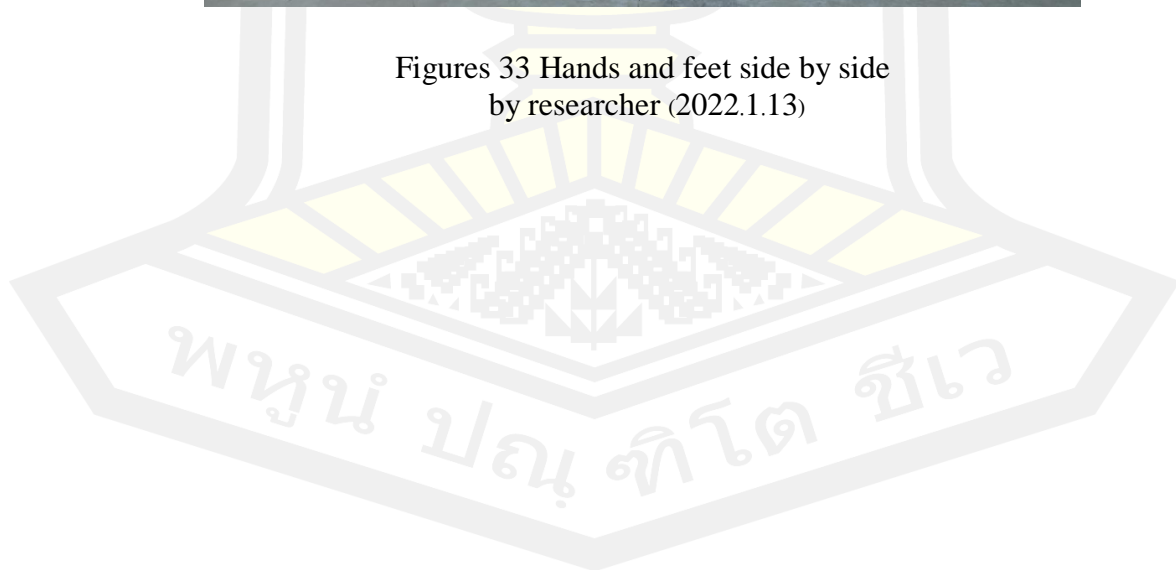 Figures 33 Hands and feet side by side
by researcher (2022.1.13)
พหูนํ ปณฺฑิโต ชีเว